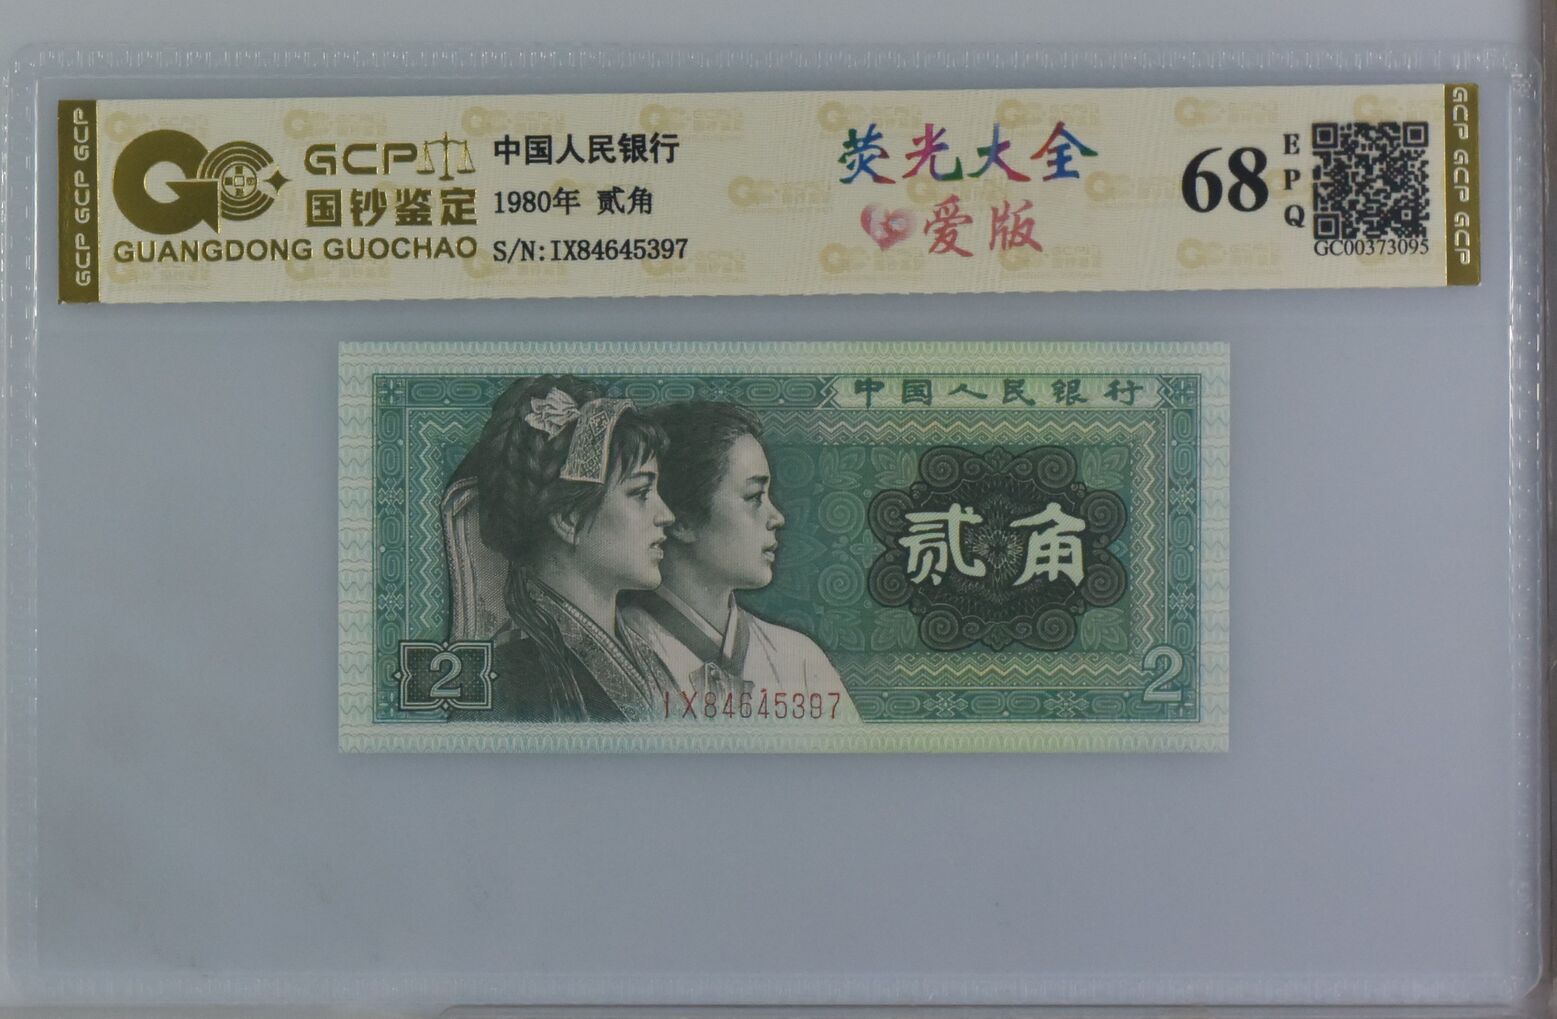 GCP GCP GCP
GCP
国钞鉴定
GUANGDONG GUOCHAO
中国人民银行
1980年 贰角
S/N:IX84645397
荧光大全
爱版
68
EPQ
GC00373095
GCP GCP GCP
中国人民银行
贰角
2
IX84645397
2